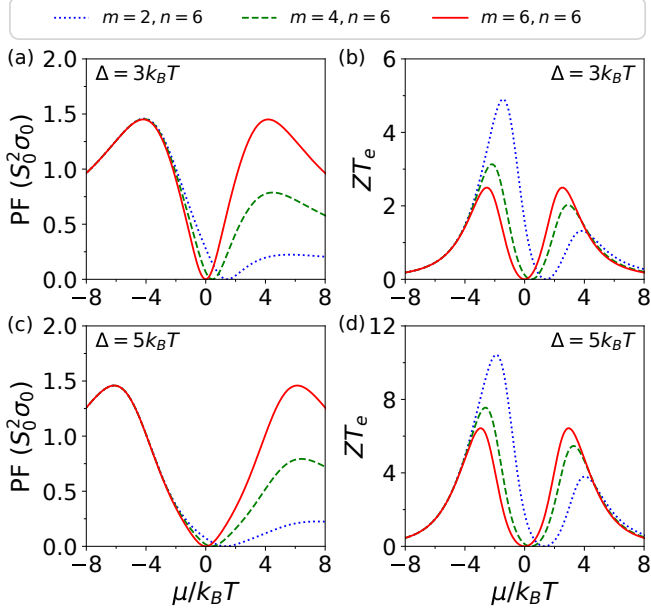 m = 2, n = 6 m = 4, n = 6 m = 6, n = 6
(a) (b)
Δ = 3k_BT Δ = 3k_BT
PF (S_0^2σ_0)
2.0
1.5
1.0
0.5
0.0
−8 −4 0 4 8
ZT_e
6
4
2
0
−8 −4 0 4 8
(c) (d)
Δ = 5k_BT Δ = 5k_BT
PF (S_0^2σ_0)
2.0
1.5
1.0
0.5
0.0
−8 −4 0 4 8
μ/k_BT
ZT_e
12
8
4
0
−8 −4 0 4 8
μ/k_BT